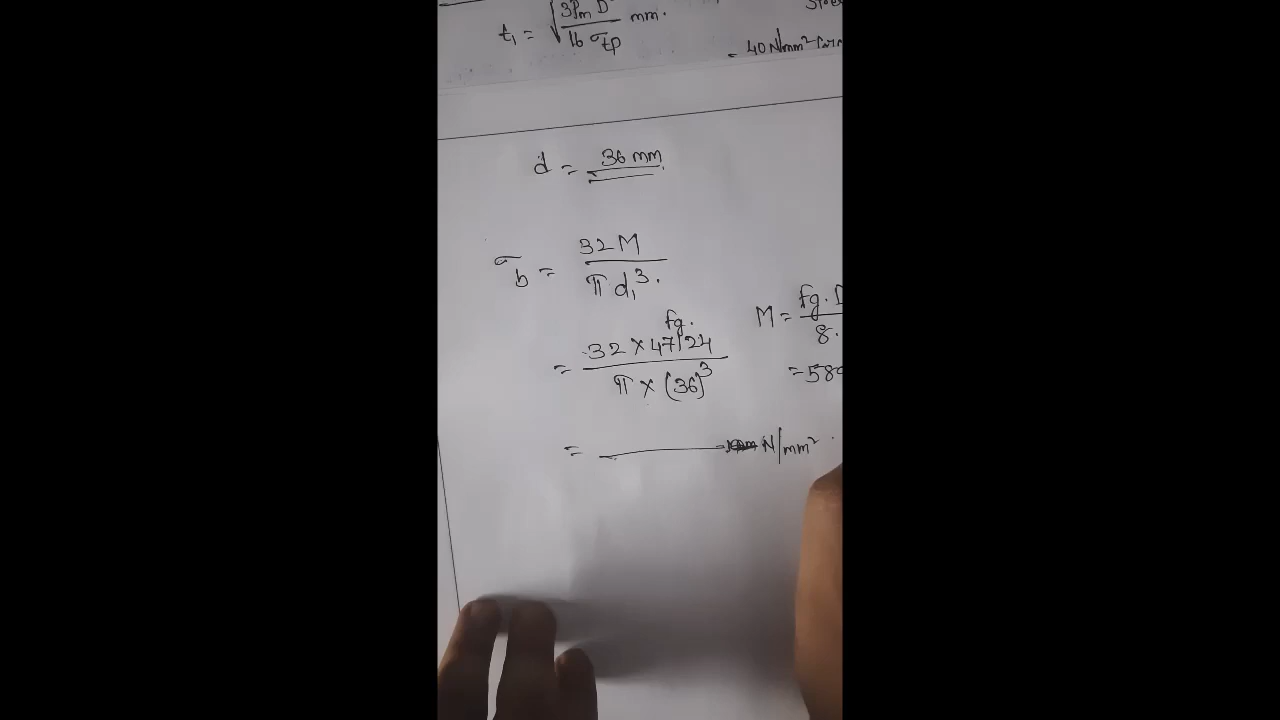 t₁ = √(3Pm D / 16 σtp) mm.
= 40 N/mm²
d = 36 mm
σb = 32 M / π d₁³.
fg.
= 32 × 47124 / π × (36)³
M = fg. / 8.
= 58
= N/mm²